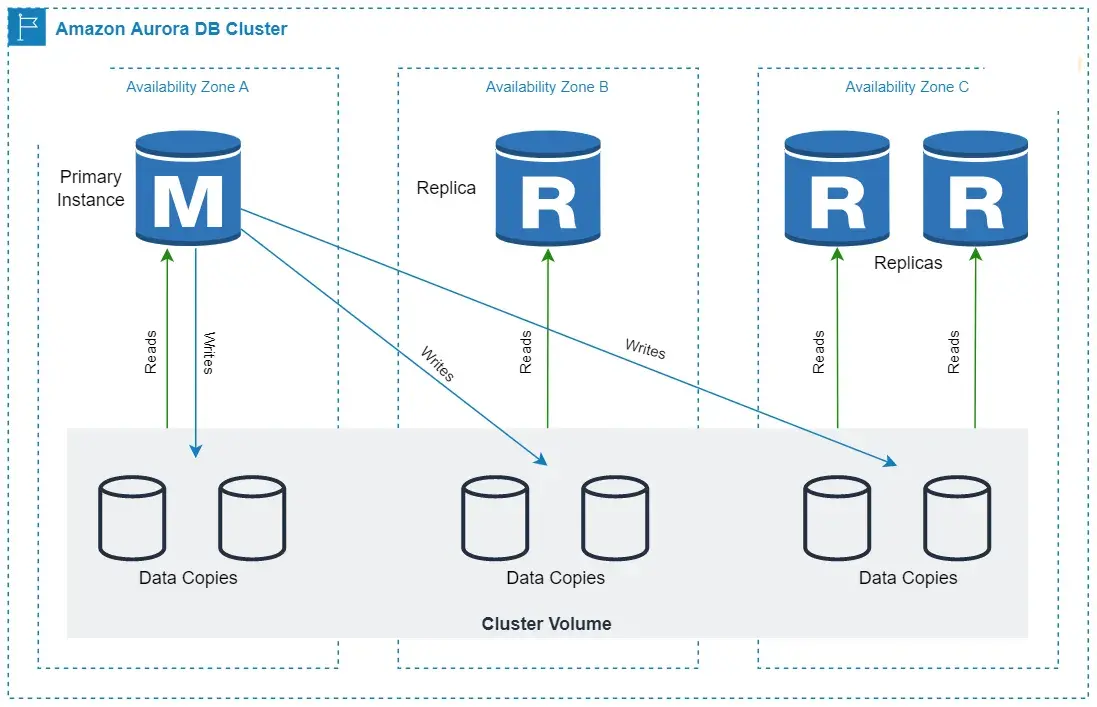 Amazon Aurora DB Cluster
Availability Zone A
Availability Zone B
Availability Zone C
Primary
Instance
M
Replica
R
R
R
Replicas
Reads
Writes
Writes
Reads
Writes
Reads
Reads
Data Copies
Data Copies
Data Copies
Cluster Volume